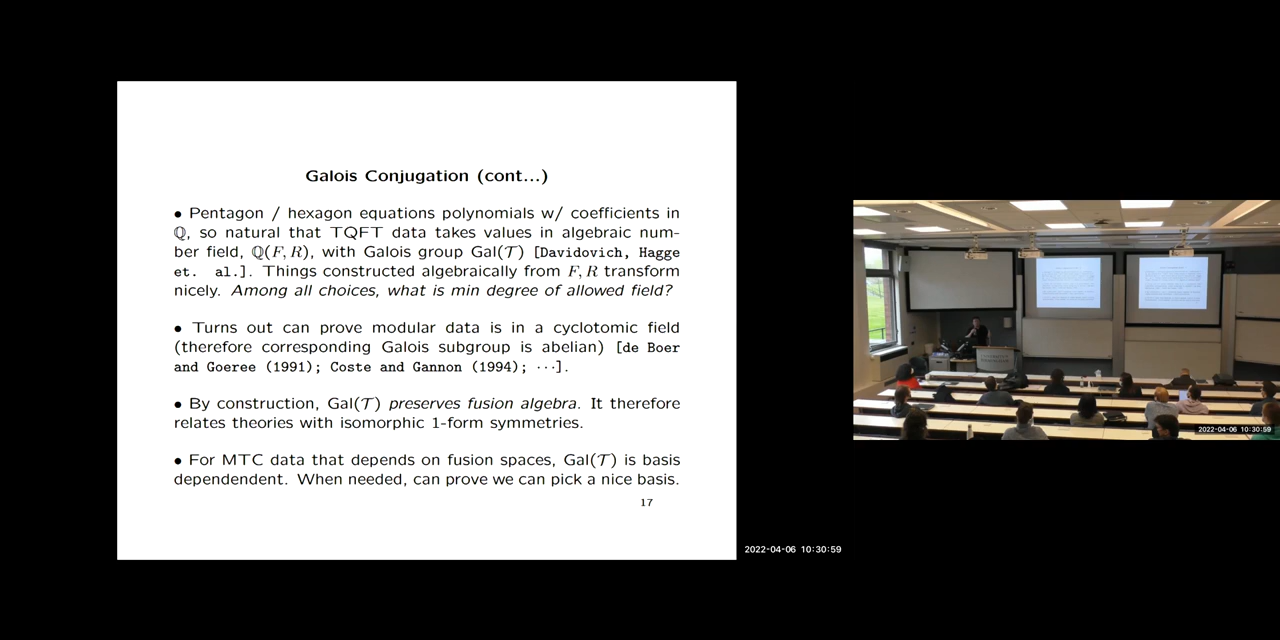 Galois Conjugation (cont...)
• Pentagon / hexagon equations polynomials w/ coefficients in
ℚ, so natural that TQFT data takes values in algebraic num-
ber field, ℚ(F, R), with Galois group Gal(𝒯) [Davidovich, Hagge
et. al.]. Things constructed algebraically from F, R transform
nicely. Among all choices, what is min degree of allowed field?
• Turns out can prove modular data is in a cyclotomic field
(therefore corresponding Galois subgroup is abelian) [de Boer
and Goeree (1991); Coste and Gannon (1994); ···].
• By construction, Gal(𝒯) preserves fusion algebra. It therefore
relates theories with isomorphic 1-form symmetries.
• For MTC data that depends on fusion spaces, Gal(𝒯) is basis
dependendent. When needed, can prove we can pick a nice basis.
17
2022-04-06 10:30:59
2022-04-06 10:30:59